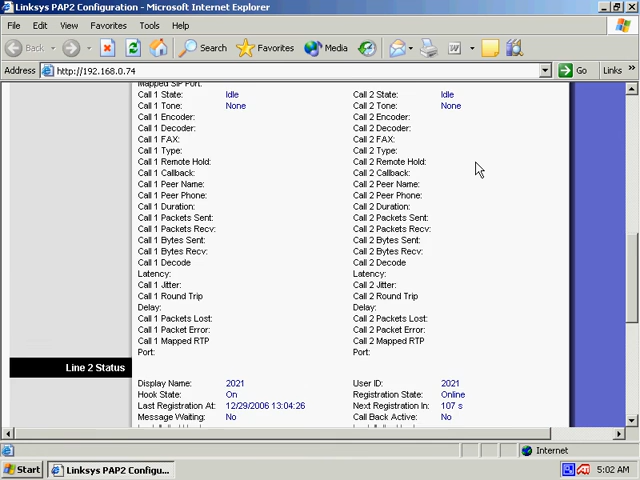 Linksys PAP2 Configuration - Microsoft Internet Explorer
File Edit View Favorites Tools Help
Back Search Favorites Media
Address http://192.168.0.74 Go Links »
Mapped SIP Port:
Call 1 State: Idle Call 2 State: Idle
Call 1 Tone: None Call 2 Tone: None
Call 1 Encoder: Call 2 Encoder:
Call 1 Decoder: Call 2 Decoder:
Call 1 FAX: Call 2 FAX:
Call 1 Type: Call 2 Type:
Call 1 Remote Hold: Call 2 Remote Hold:
Call 1 Callback: Call 2 Callback:
Call 1 Peer Name: Call 2 Peer Name:
Call 1 Peer Phone: Call 2 Peer Phone:
Call 1 Duration: Call 2 Duration:
Call 1 Packets Sent: Call 2 Packets Sent:
Call 1 Packets Recv: Call 2 Packets Recv:
Call 1 Bytes Sent: Call 2 Bytes Sent:
Call 1 Bytes Recv: Call 2 Bytes Recv:
Call 1 Decode Call 2 Decode
Latency: Latency:
Call 1 Jitter: Call 2 Jitter:
Call 1 Round Trip Call 2 Round Trip
Delay: Delay:
Call 1 Packets Lost: Call 2 Packets Lost:
Call 1 Packet Error: Call 2 Packet Error:
Call 1 Mapped RTP Call 2 Mapped RTP
Port: Port:
Line 2 Status
Display Name: 2021 User ID: 2021
Hook State: On Registration State: Online
Last Registration At: 12/29/2006 13:04:26 Next Registration In: 107 s
Message Waiting: No Call Back Active: No
Internet
Start Linksys PAP2 Configu... 5:02 AM